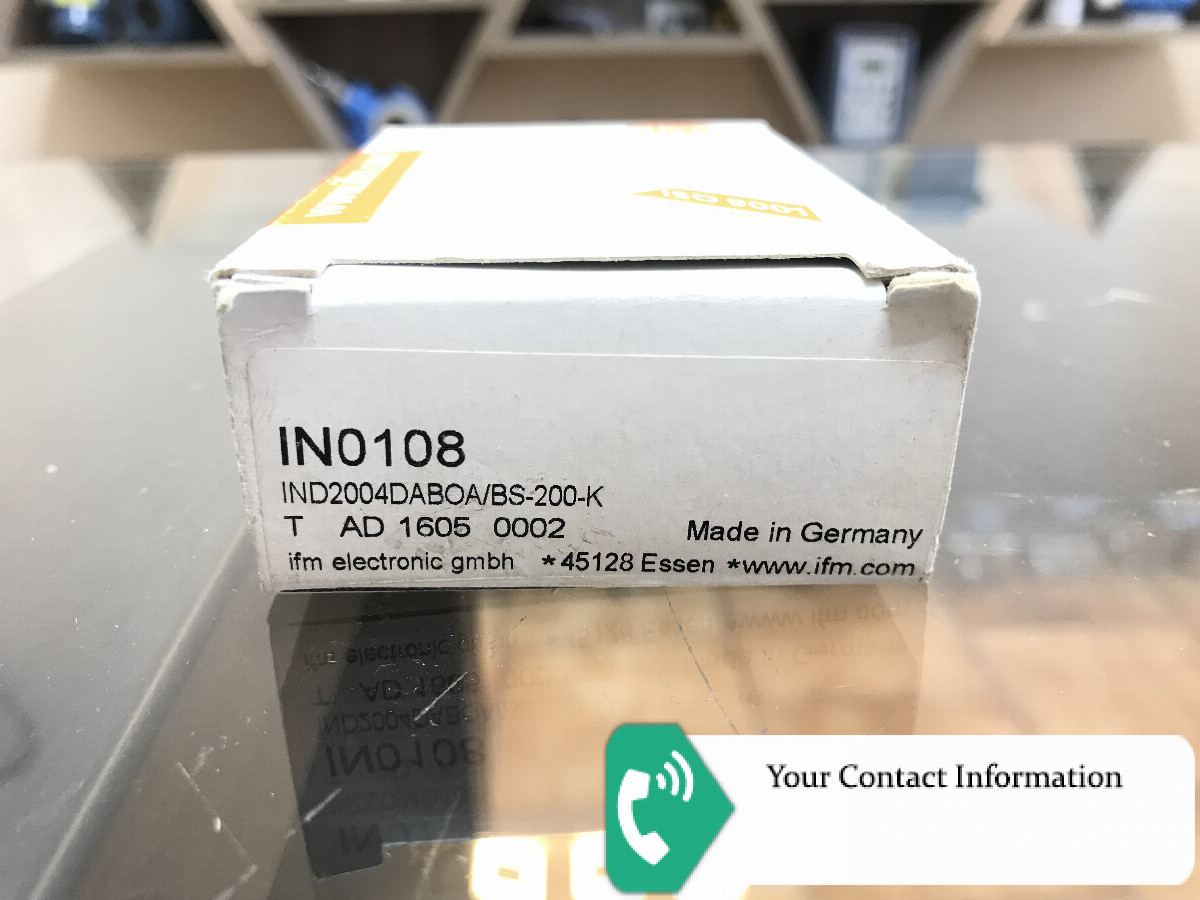 ISO 9001
IN0108
IND2004DABOA/BS-200-K
T AD 1605 0002 Made in Germany
ifm electronic gmbh *45128 Essen *www.ifm.com
Your Contact Information